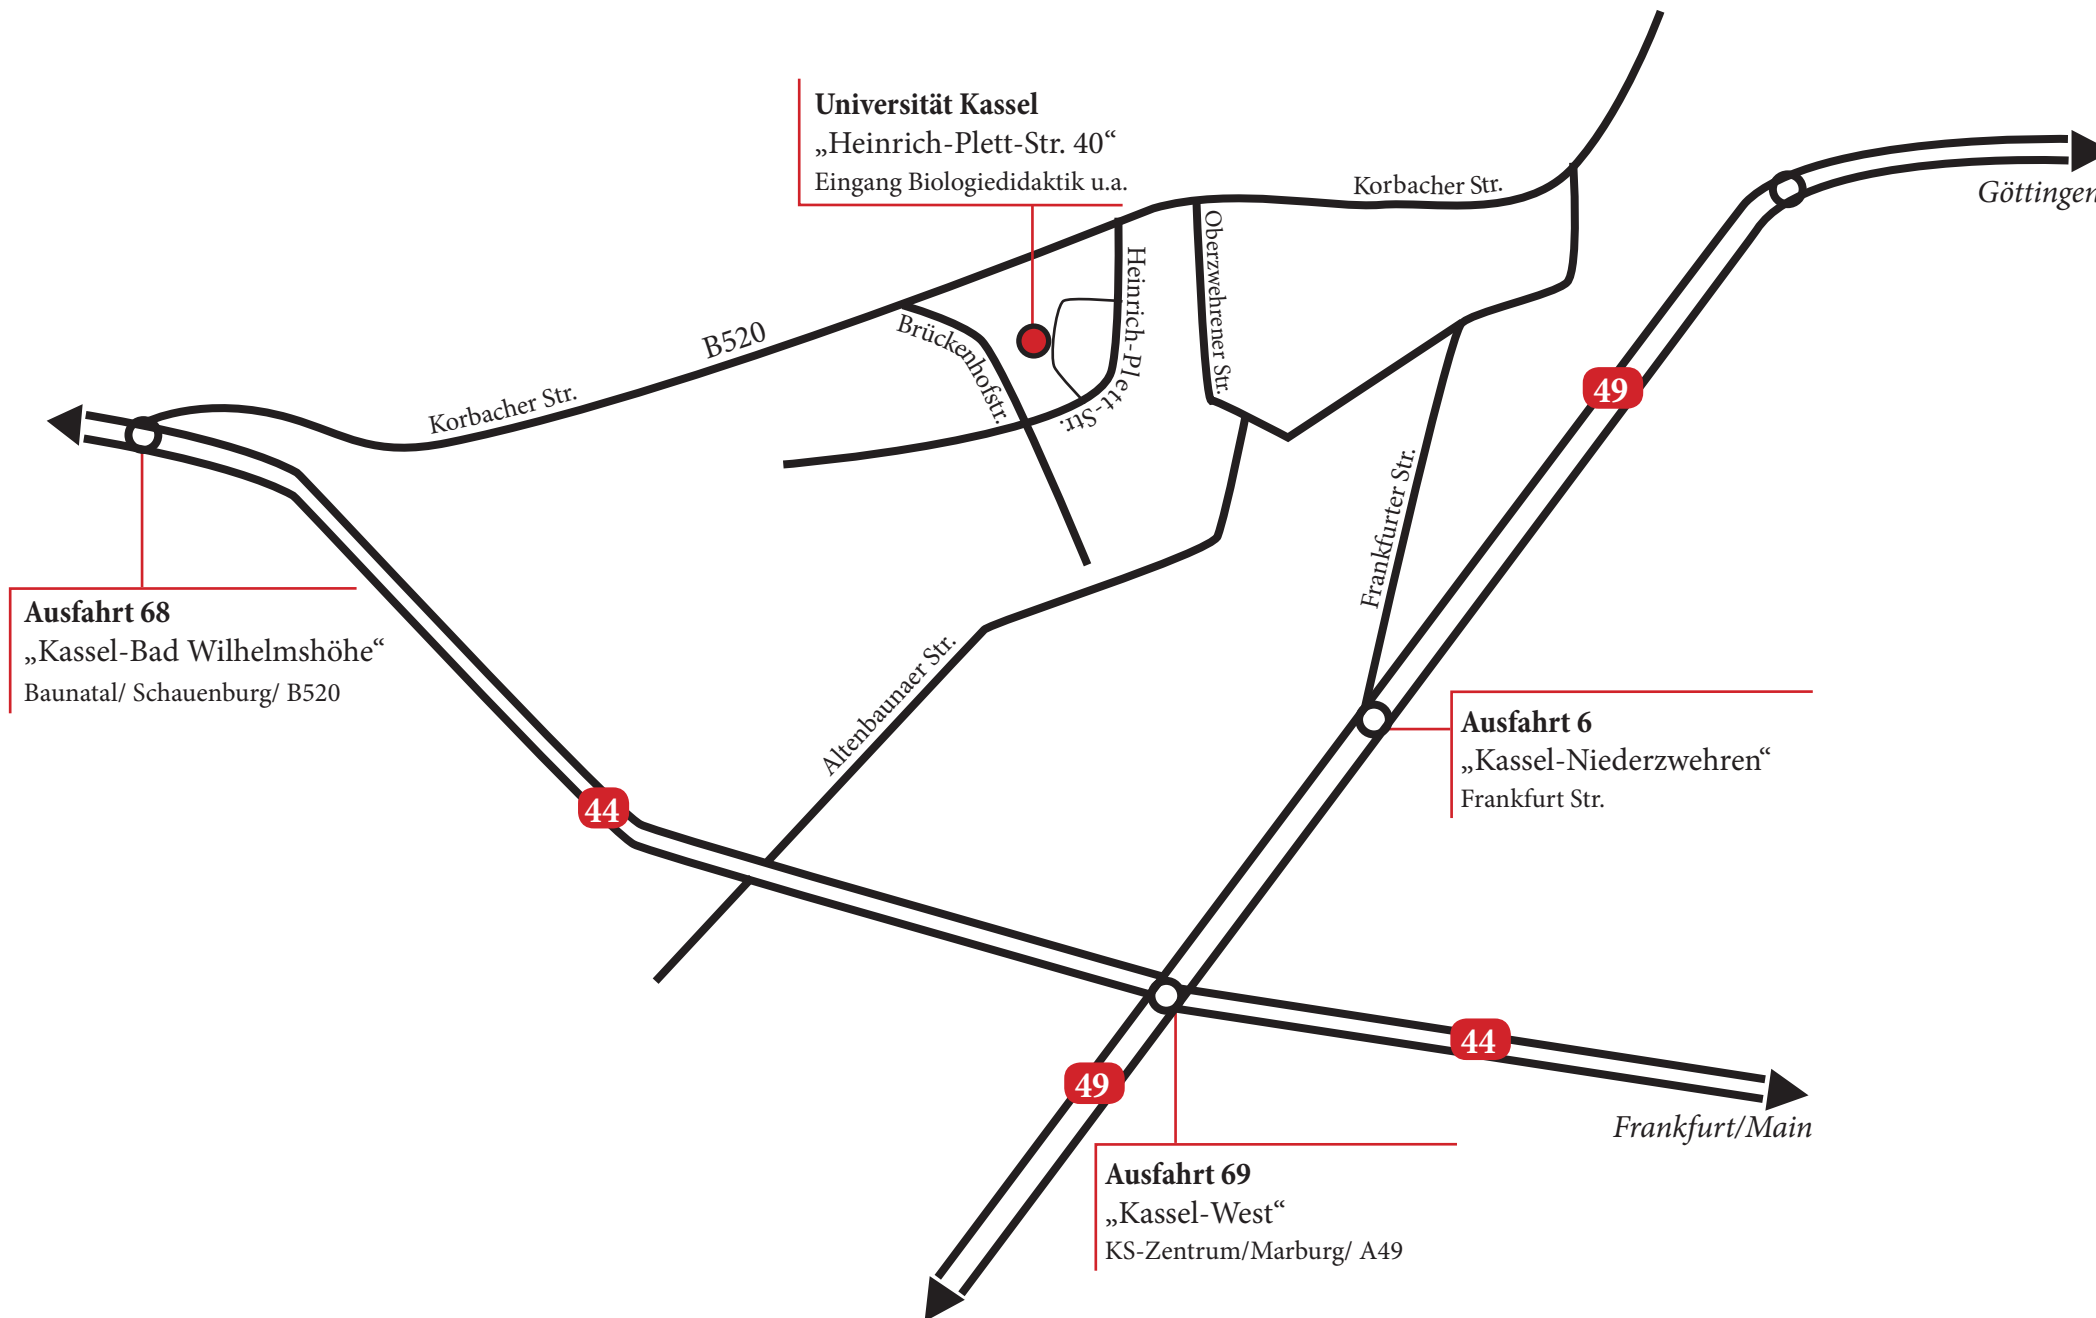 Universität Kassel
„Heinrich-Plett-Str. 40“
Eingang Biologiedidaktik u.a.
Korbacher Str.
Göttingen
Oberzwehrener Str.
Heinrich-Plett-Str.
Brückenhofstr.
B520
Korbacher Str.
49
Frankfurter Str.
Ausfahrt 68
„Kassel-Bad Wilhelmshöhe“
Baunatal/ Schauenburg/ B520
Altenbaunaer Str.
Ausfahrt 6
„Kassel-Niederzwehren“
Frankfurt Str.
44
44
49
Frankfurt/Main
Ausfahrt 69
„Kassel-West“
KS-Zentrum/Marburg/ A49